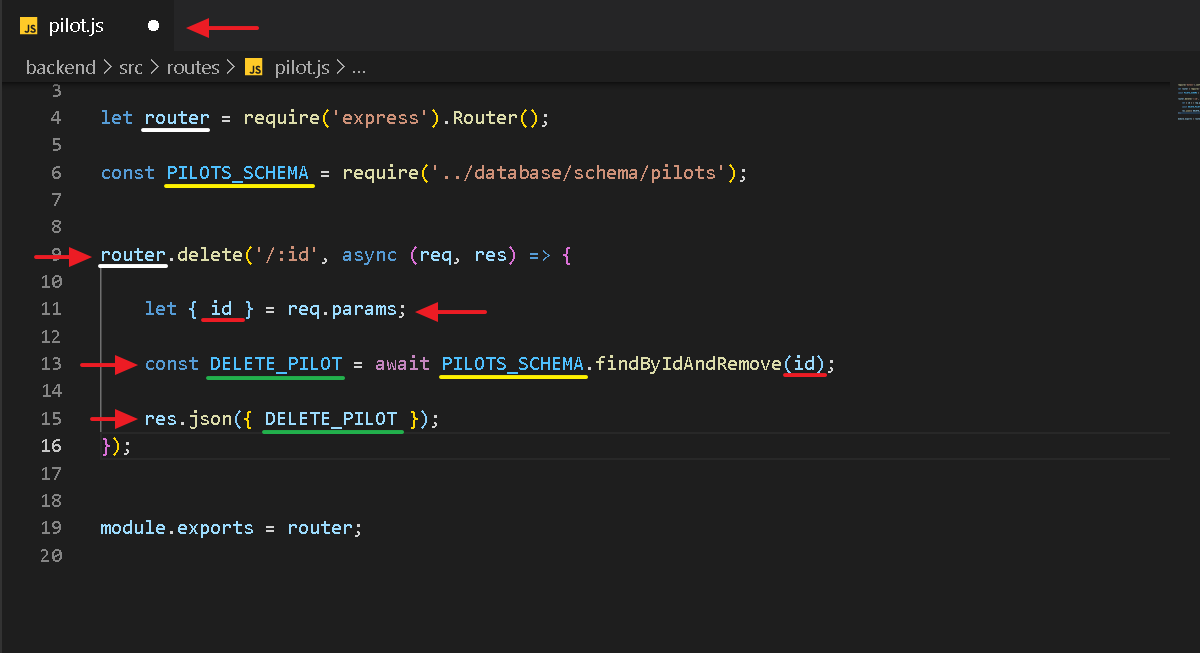 JS pilot.js
backend > src > routes > JS pilot.js > ...
3
4 let router = require('express').Router();
5
6 const PILOTS_SCHEMA = require('../database/schema/pilots');
7
8
9 router.delete('/:id', async (req, res) => {
10
11 let { id } = req.params;
12
13 const DELETE_PILOT = await PILOTS_SCHEMA.findByIdAndRemove(id);
14
15 res.json({ DELETE_PILOT });
16 });
17
18
19 module.exports = router;
20